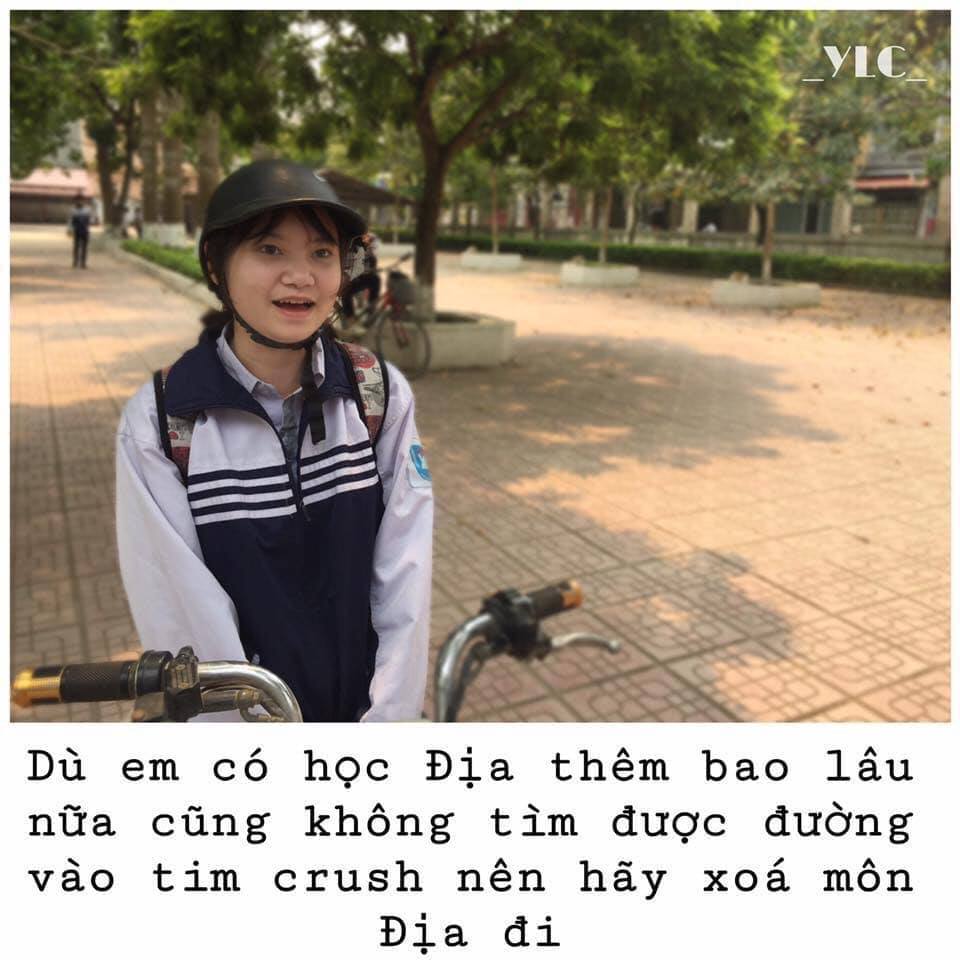 _YLC_
Dù em có học Địa thêm bao lâu
nữa cũng không tìm được đường
vào tim crush nên hãy xoá môn
Địa đi